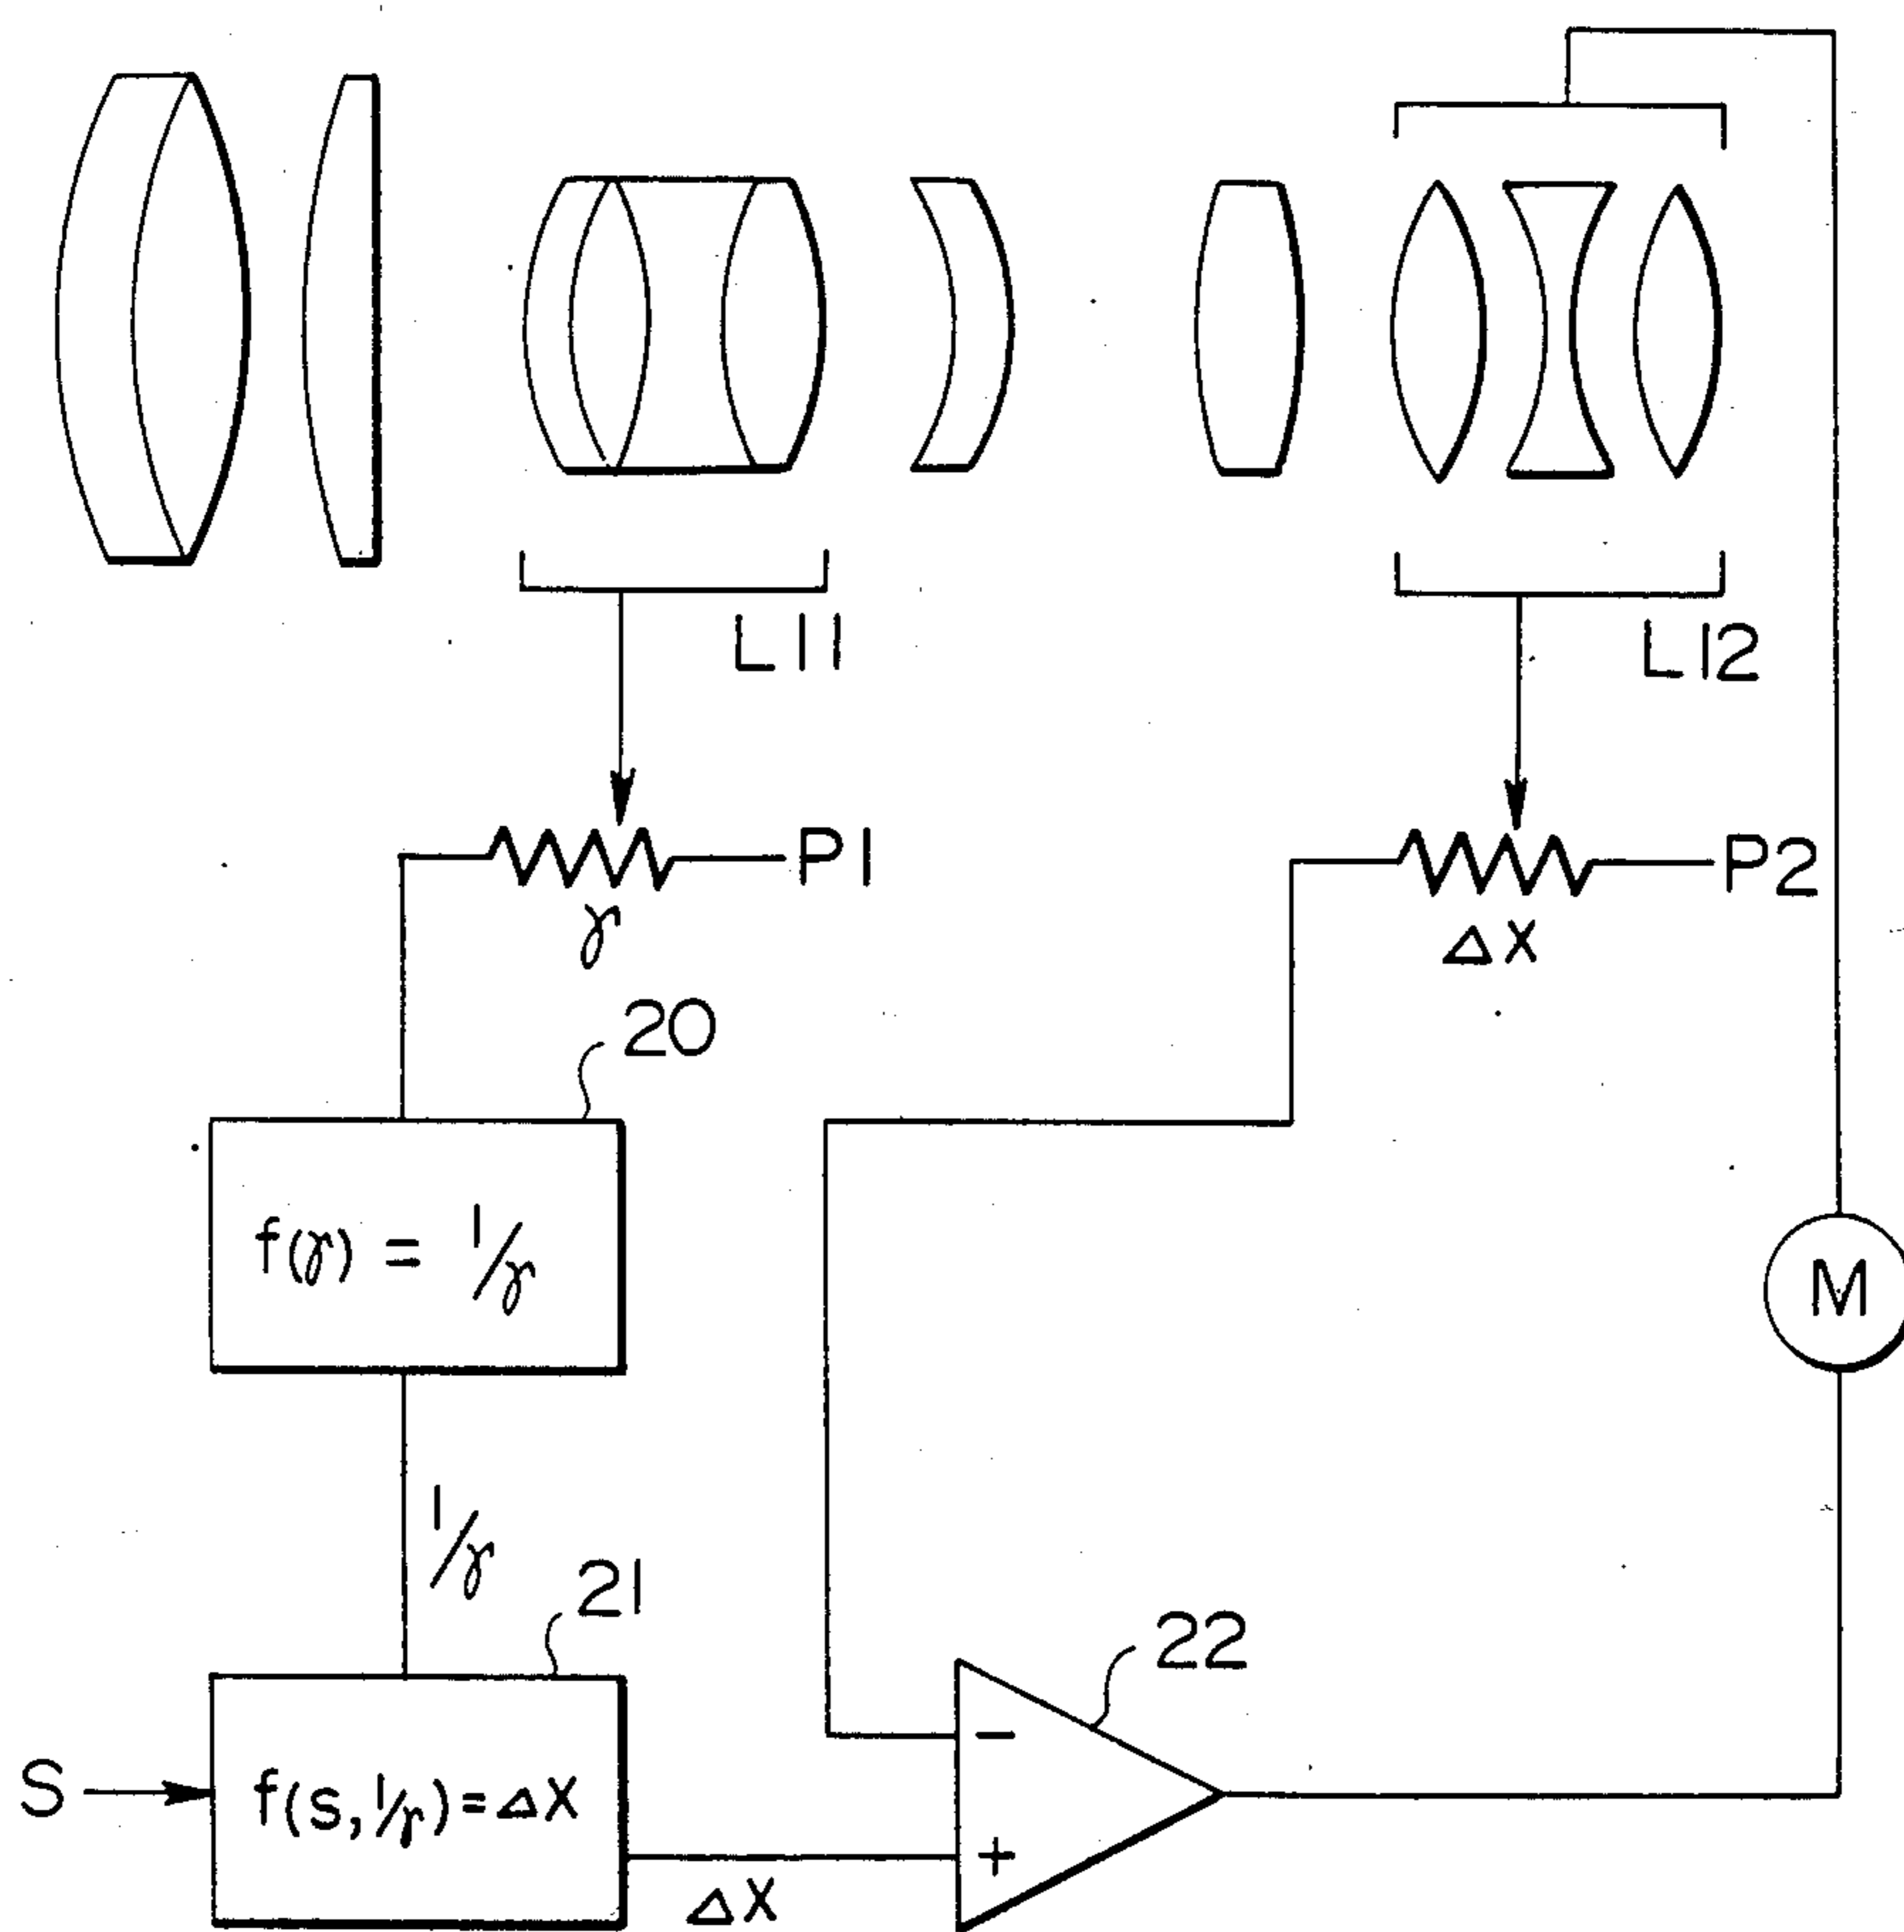 L11
L12
P1
γ
P2
ΔX
20
f(γ) = 1/γ
1/γ
M
21
22
S
f(s, 1/γ) = ΔX
−
+
ΔX